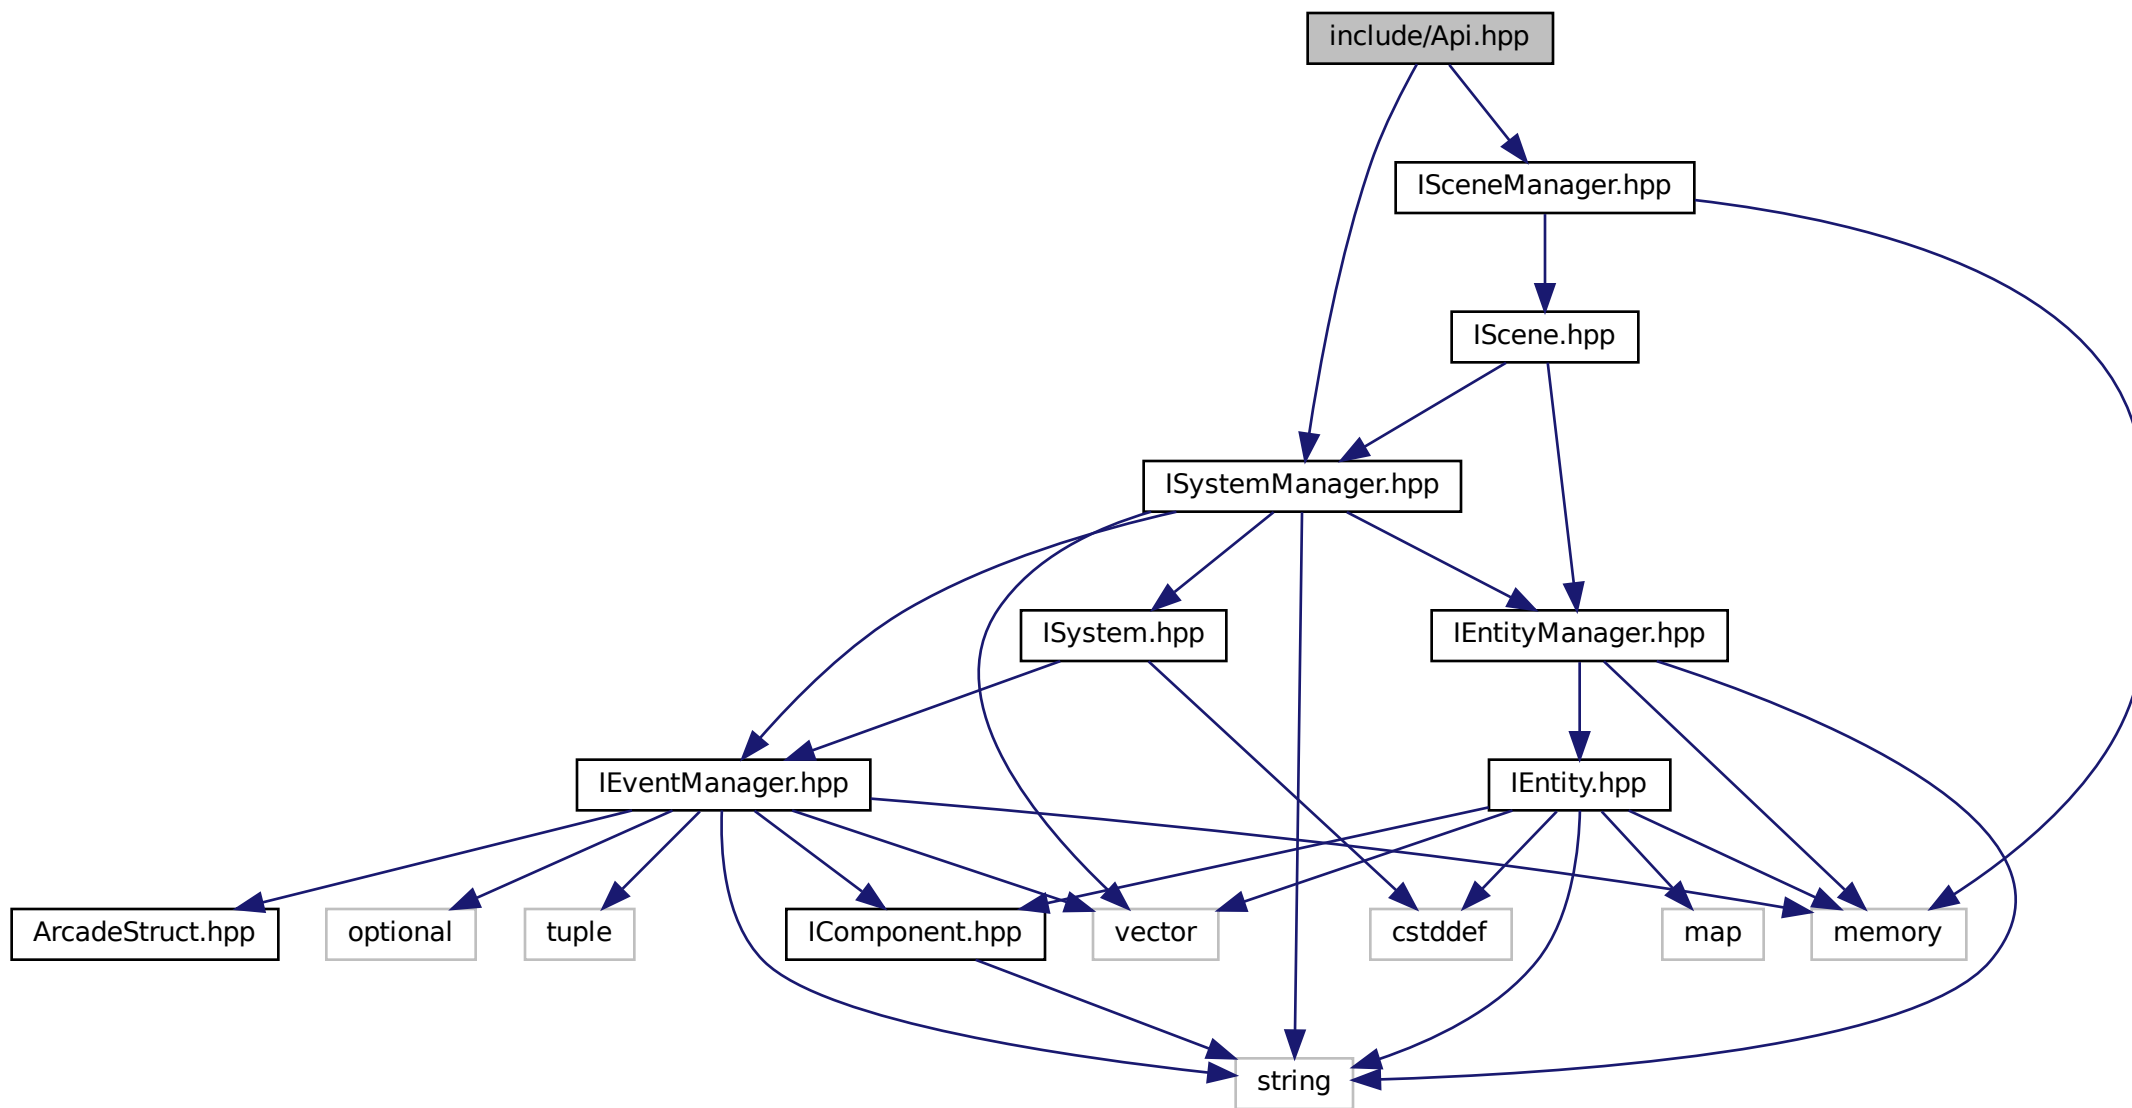 include/Api.hpp
ISceneManager.hpp
IScene.hpp
ISystemManager.hpp
ISystem.hpp
IEntityManager.hpp
IEventManager.hpp
IEntity.hpp
ArcadeStruct.hpp
optional
tuple
IComponent.hpp
vector
cstddef
map
memory
string